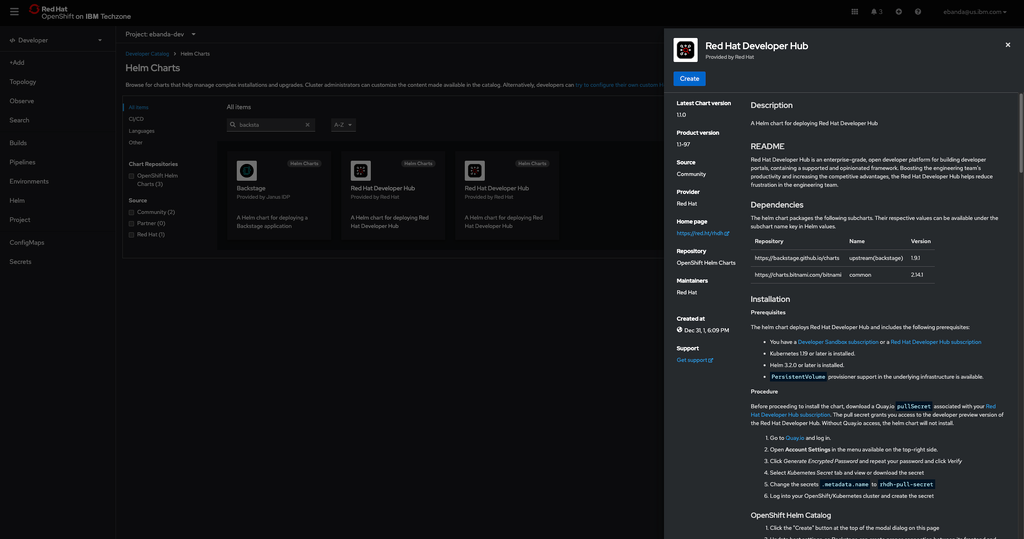 Red Hat
OpenShift on IBM Techzone
3
ebanda@us.ibm.com
Developer
+Add
Topology
Observe
Search
Builds
Pipelines
Environments
Helm
Project
ConfigMaps
Secrets
Project: ebanda-dev
Developer Catalog > Helm Charts
Helm Charts
Browse for charts that help manage complex installations and upgrades. Cluster administrators can customize the content made available in the catalog. Alternatively, developers can try to configure their own custom
All items
CI/CD
Languages
Other
Chart Repositories
OpenShift Helm
Charts (3)
Source
Community (2)
Partner (0)
Red Hat (1)
All items
backsta
A-Z
Helm Charts
Backstage
Provided by Janus IDP
A Helm chart for deploying a
Backstage application
Helm Charts
Red Hat Developer Hub
Provided by Red Hat
A Helm chart for deploying Red
Hat Developer Hub
Helm Charts
Red Hat Developer Hub
Provided by Red Hat
A Helm chart for deploying Red
Hat Developer Hub
Red Hat Developer Hub
Provided by Red Hat
Create
Latest Chart version
1.1.0
Product version
1.1-97
Source
Community
Provider
Red Hat
Home page
https://red.ht/rhdh
Repository
OpenShift Helm Charts
Maintainers
Red Hat
Created at
Dec 31, 1, 6:09 PM
Support
Get support
Description
A Helm chart for deploying Red Hat Developer Hub
README
Red Hat Developer Hub is an enterprise-grade, open developer platform for building developer
portals, containing a supported and opinionated framework. Boosting the engineering team's
productivity and increasing the competitive advantages, the Red Hat Developer Hub helps reduce
frustration in the engineering team.
Dependencies
The helm chart packages the following subcharts. Their respective values can be available under the
subchart name key in Helm values.
Repository Name Version
https://backstage.github.io/charts upstream(backstage) 1.9.1
https://charts.bitnami.com/bitnami common 2.14.1
Installation
Prerequisites
The helm chart deploys Red Hat Developer Hub and includes the following prerequisites:
• You have a Developer Sandbox subscription or a Red Hat Developer Hub subscription
• Kubernetes 1.19 or later is installed.
• Helm 3.2.0 or later is installed.
• PersistentVolume provisioner support in the underlying infrastructure is available.
Procedure
Before proceeding to install the chart, download a Quay.io pullSecret associated with your Red
Hat Developer Hub subscription. The pull secret grants you access to the developer preview version of
the Red Hat Developer Hub. Without Quay.io access, the helm chart will not install.
1. Go to Quay.io and log in.
2. Open Account Settings in the menu available on the top-right side.
3. Click Generate Encrypted Password and repeat your password and click Verify
4. Select Kubernetes Secret tab and view or download the secret
5. Change the secrets .metadata.name to rhdh-pull-secret
6. Log into your OpenShift/Kubernetes cluster and create the secret
OpenShift Helm Catalog
1. Click the "Create" button at the top of the modal dialog on this page